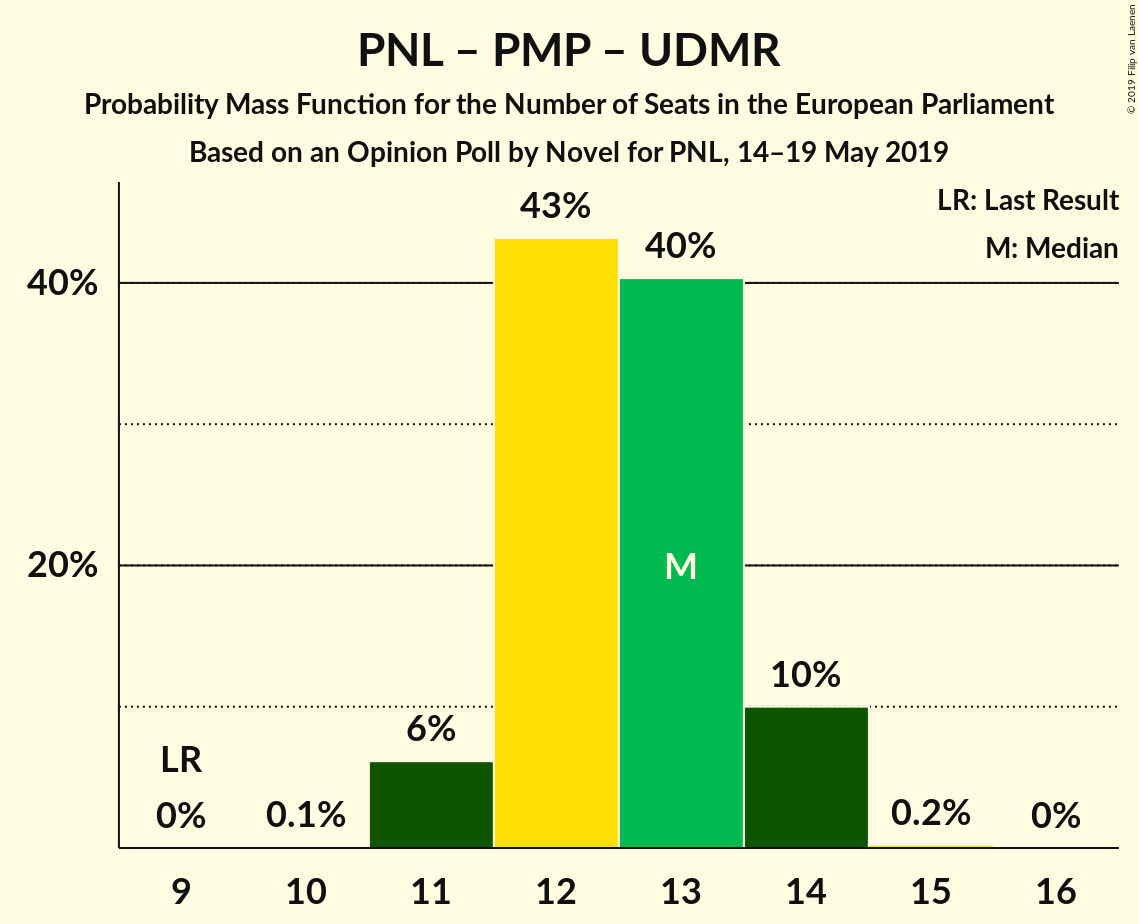 PNL – PMP – UDMR
Probability Mass Function for the Number of Seats in the European Parliament
Based on an Opinion Poll by Novel for PNL, 14–19 May 2019
© 2019 Filip van Laenen
LR: Last Result
M: Median
43%
40%
40%
20%
M
10%
6%
LR
0%
0.1%
0.2%
0%
9 10 11 12 13 14 15 16